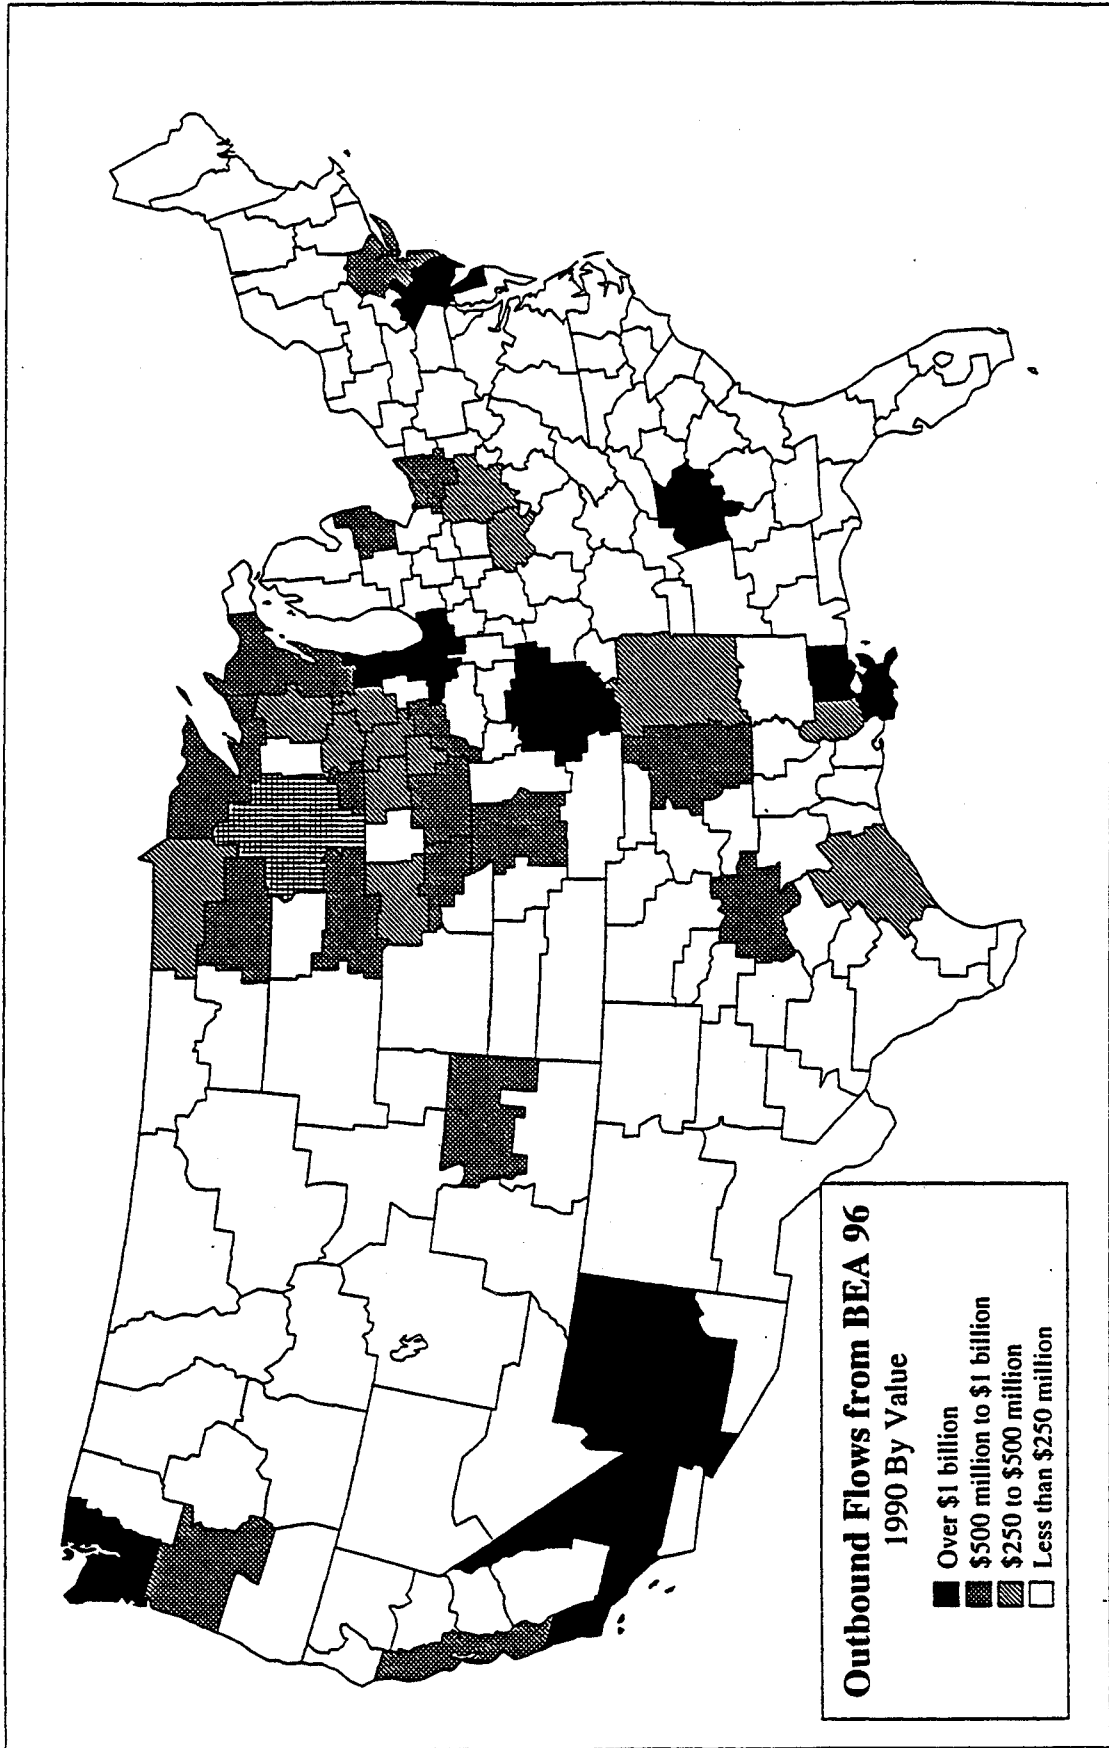 Outbound Flows from BEA 96
1990 By Value
Over $1 billion
$500 million to $1 billion
$250 to $500 million
Less than $250 million